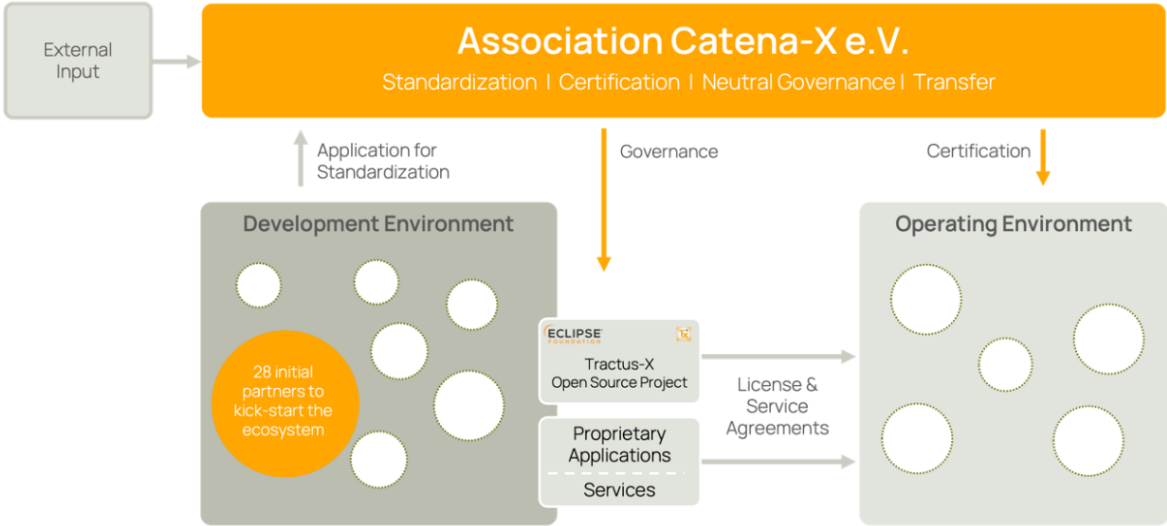 External
Input
Association Catena-X e.V.
Standardization | Certification | Neutral Governance | Transfer
Application for
Standardization
Governance
Certification
Development Environment
Operating Environment
28 initial
partners to
kick-start the
ecosystem
ECLIPSE
FOUNDATION
Tractus-X
Open Source Project
Proprietary
Applications
Services
License &
Service
Agreements